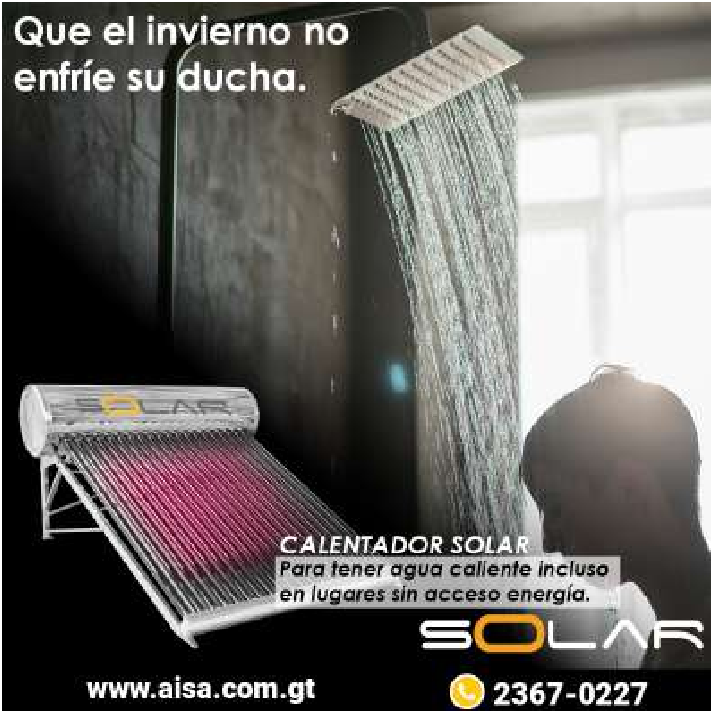 Que el invierno no
enfríe su ducha.
SOLAR
CALENTADOR SOLAR
Para tener agua caliente incluso
en lugares sin acceso energía.
SOLAR
www.aisa.com.gt
2367-0227